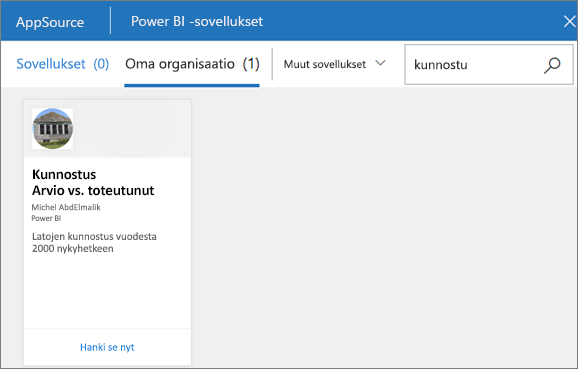 AppSource Power BI -sovellukset
Sovellukset (0) Oma organisaatio (1) Muut sovellukset kunnostu
Kunnostus
Arvio vs. toteutunut
Michel AbdElmalik
Power BI
Latojen kunnostus vuodesta
2000 nykyhetkeen
Hanki se nyt